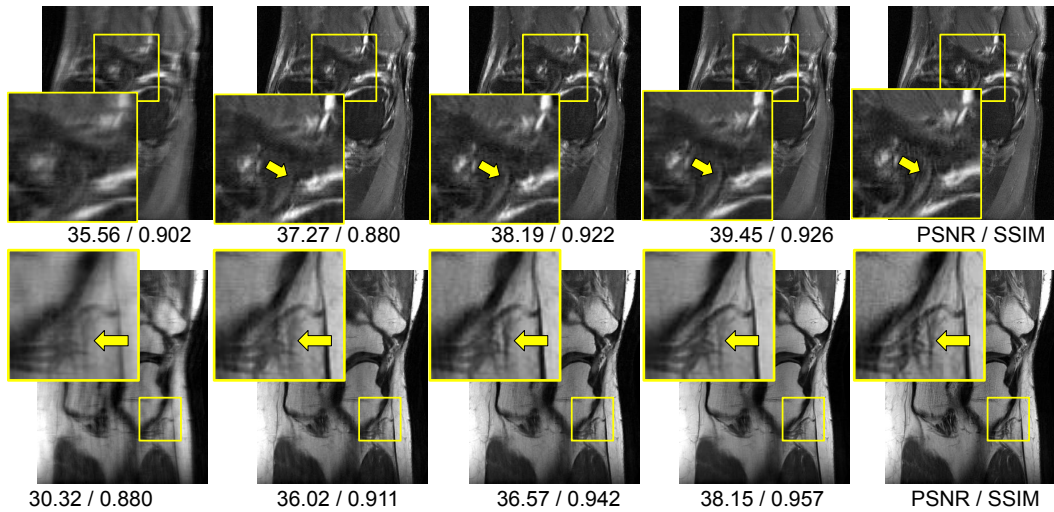 35.56 / 0.902
37.27 / 0.880
38.19 / 0.922
39.45 / 0.926
PSNR / SSIM
30.32 / 0.880
36.02 / 0.911
36.57 / 0.942
38.15 / 0.957
PSNR / SSIM